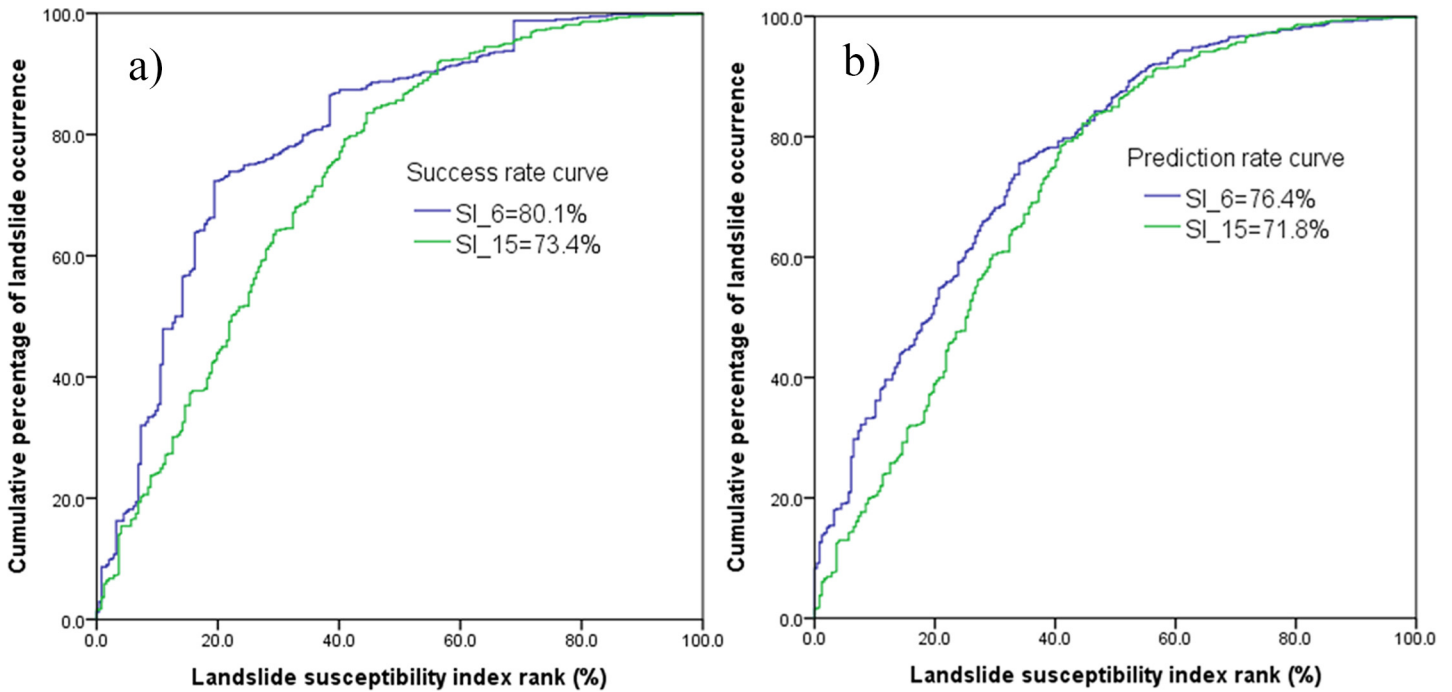 a)
Success rate curve
SI_6=80.1%
SI_15=73.4%
100.0
80.0
60.0
40.0
20.0
0.0
0.0 20.0 40.0 60.0 80.0 100.0
Cumulative percentage of landslide occurrence
Landslide susceptibility index rank (%)
b)
Prediction rate curve
SI_6=76.4%
SI_15=71.8%
100.0
80.0
60.0
40.0
20.0
0.0
0.0 20.0 40.0 60.0 80.0 100.0
Cumulative percentage of landslide occurrence
Landslide susceptibility index rank (%)